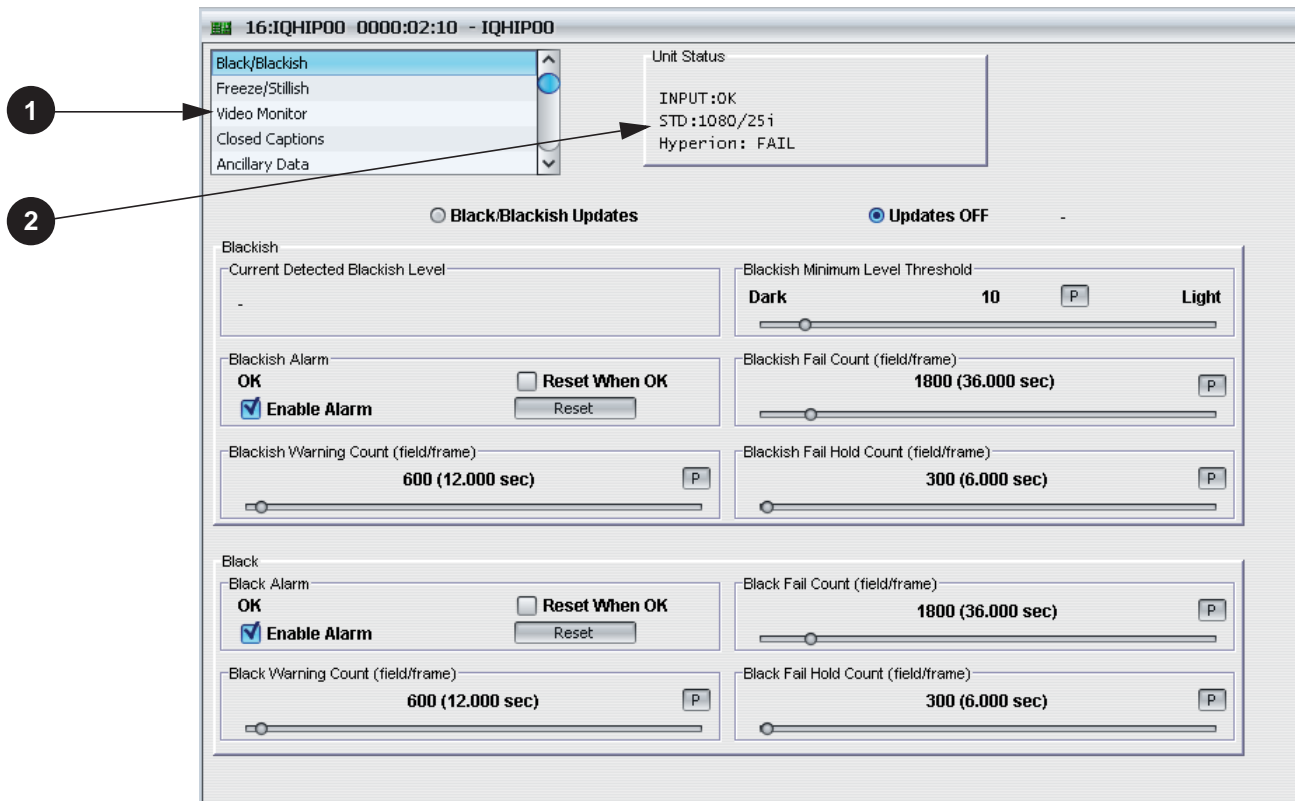 16:IQHIP00 0000:02:10 - IQHIP00
1
Black/Blackish
Freeze/Stillish
Video Monitor
Closed Captions
Ancillary Data
Unit Status
INPUT:OK
STD:1080/25i
Hyperion: FAIL
2
Black/Blackish Updates
Updates OFF -
Blackish
Current Detected Blackish Level
-
Blackish Minimum Level Threshold
Dark 10 P Light
Blackish Alarm
OK Reset When OK
Enable Alarm Reset
Blackish Fail Count (field/frame)
1800 (36.000 sec) P
Blackish Warning Count (field/frame)
600 (12.000 sec) P
Blackish Fail Hold Count (field/frame)
300 (6.000 sec) P
Black
Black Alarm
OK Reset When OK
Enable Alarm Reset
Black Fail Count (field/frame)
1800 (36.000 sec) P
Black Warning Count (field/frame)
600 (12.000 sec) P
Black Fail Hold Count (field/frame)
300 (6.000 sec) P